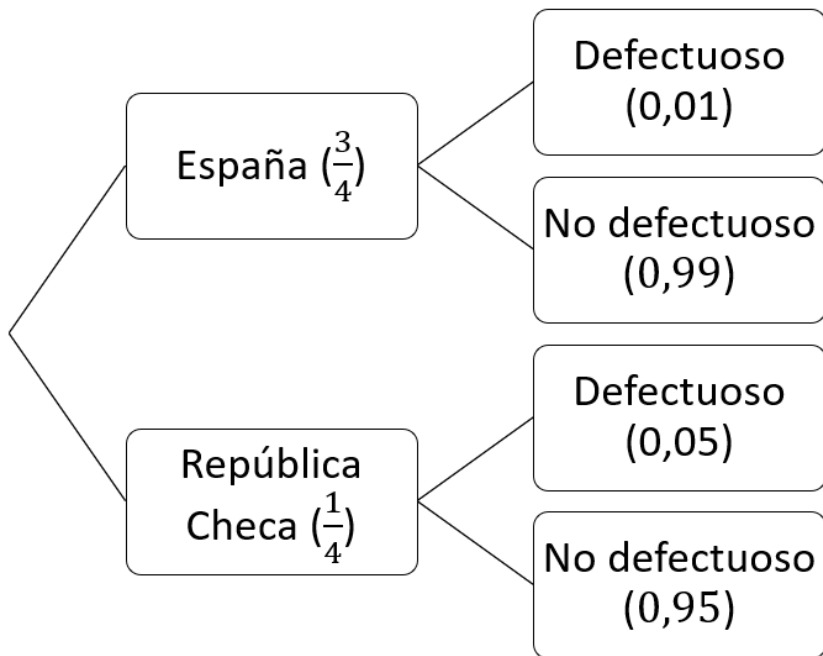 Defectuoso
(0,01)
España (3/4)
No defectuoso
(0,99)
Defectuoso
(0,05)
República
Checa (1/4)
No defectuoso
(0,95)